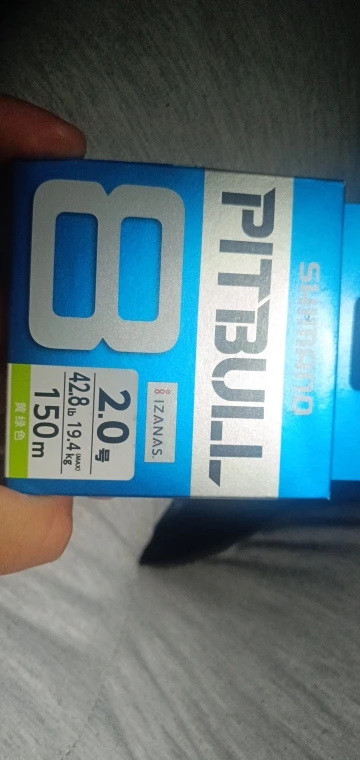 SHIMANO
PITBULL
8
IZANAS
2.0号
42.8lb 19.4kg(MAX)
150m
黄绿色